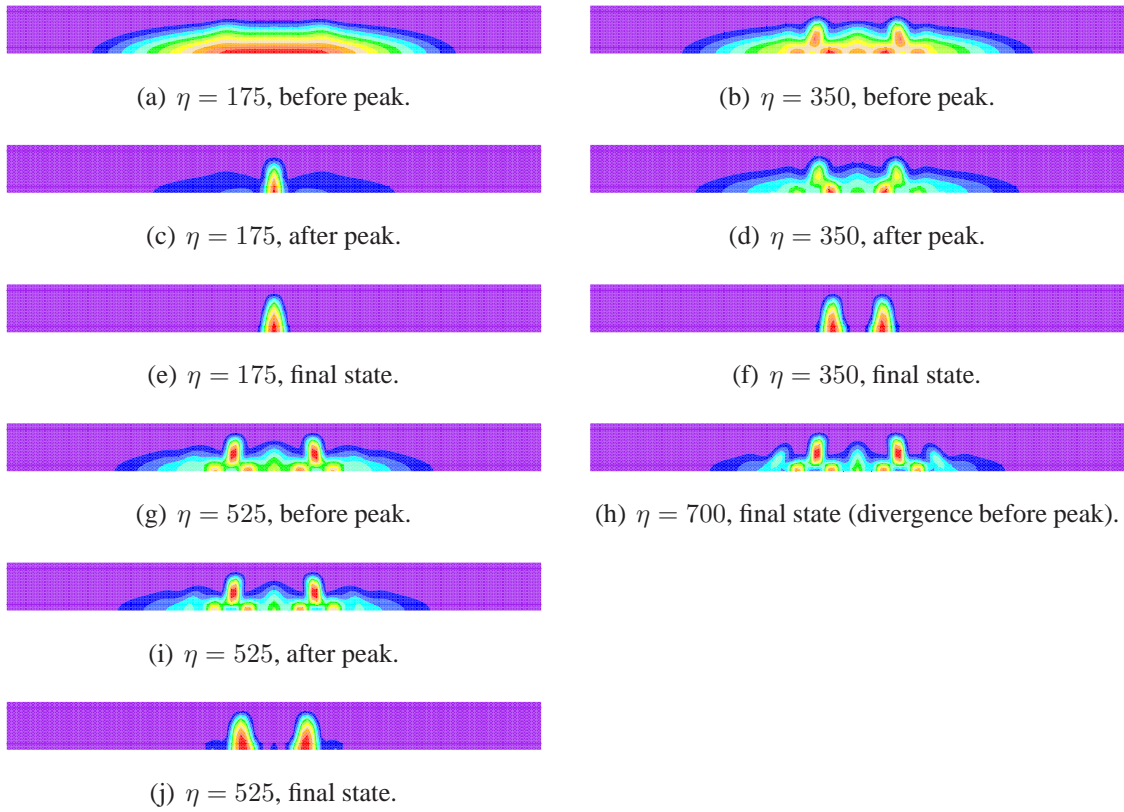 (a) η = 175, before peak.
(b) η = 350, before peak.
(c) η = 175, after peak.
(d) η = 350, after peak.
(e) η = 175, final state.
(f) η = 350, final state.
(g) η = 525, before peak.
(h) η = 700, final state (divergence before peak).
(i) η = 525, after peak.
(j) η = 525, final state.